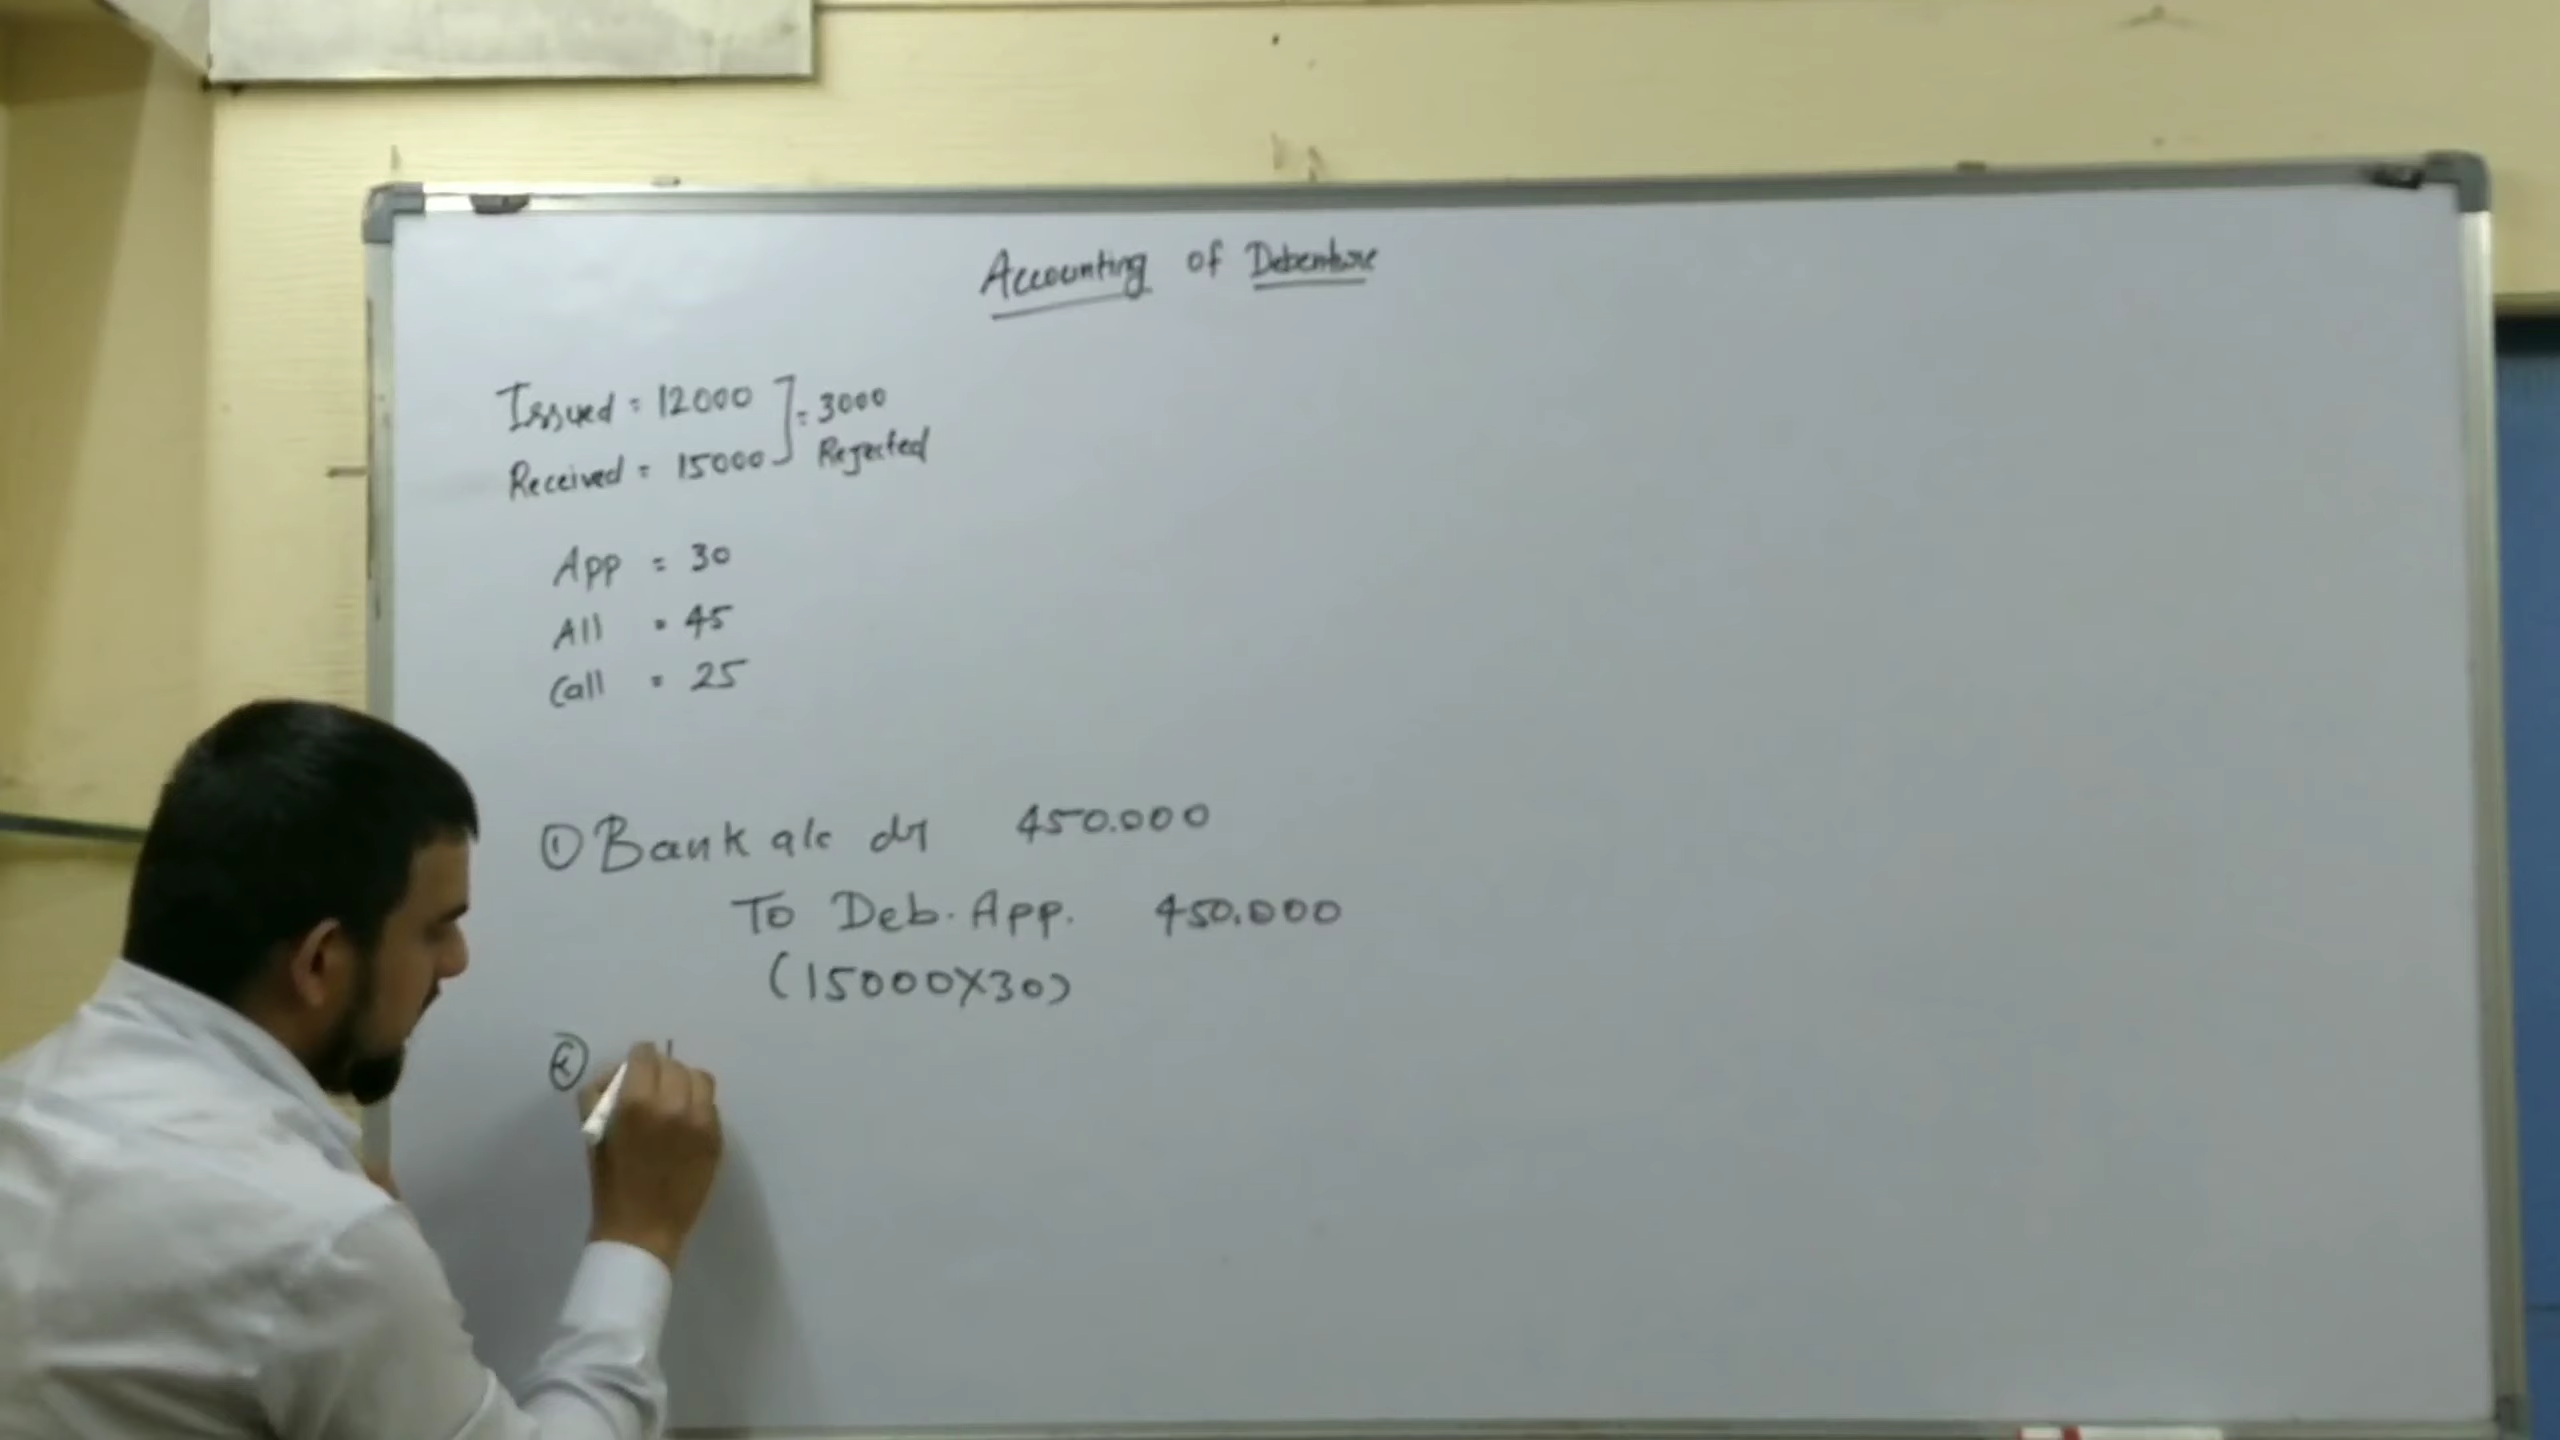 Accounting of Debenture
Issued = 12000 ] = 3000
Received = 15000 Rejected
App = 30
All = 45
Call = 25
① Bank a/c dr 450.000
To Deb. App. 450.000
(15000X30)
②